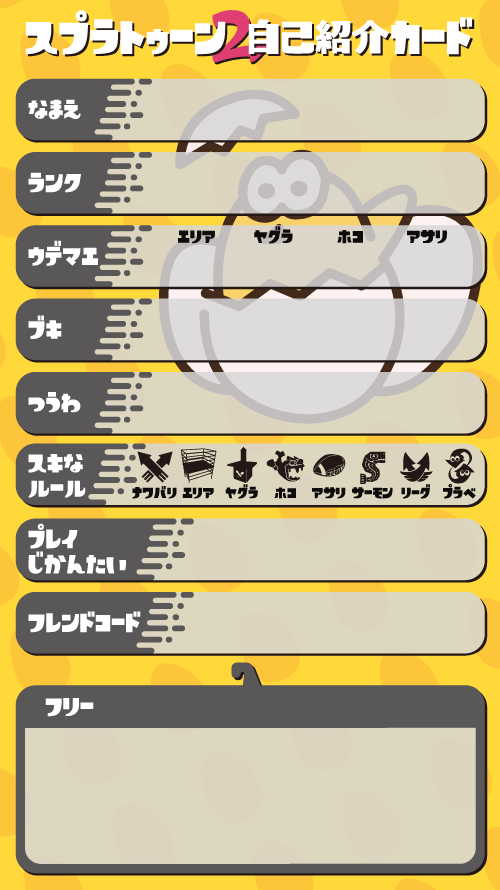 スプラトゥーン2自己紹介カード
なまえ
ランク
ウデマエ
エリア ヤグラ ホコ アサリ
ブキ
つうわ
スキな
ルール
ナワバリ エリア ヤグラ ホコ アサリ サーモン リーグ プラベ
プレイ
じかんたい
フレンドコード
フリー